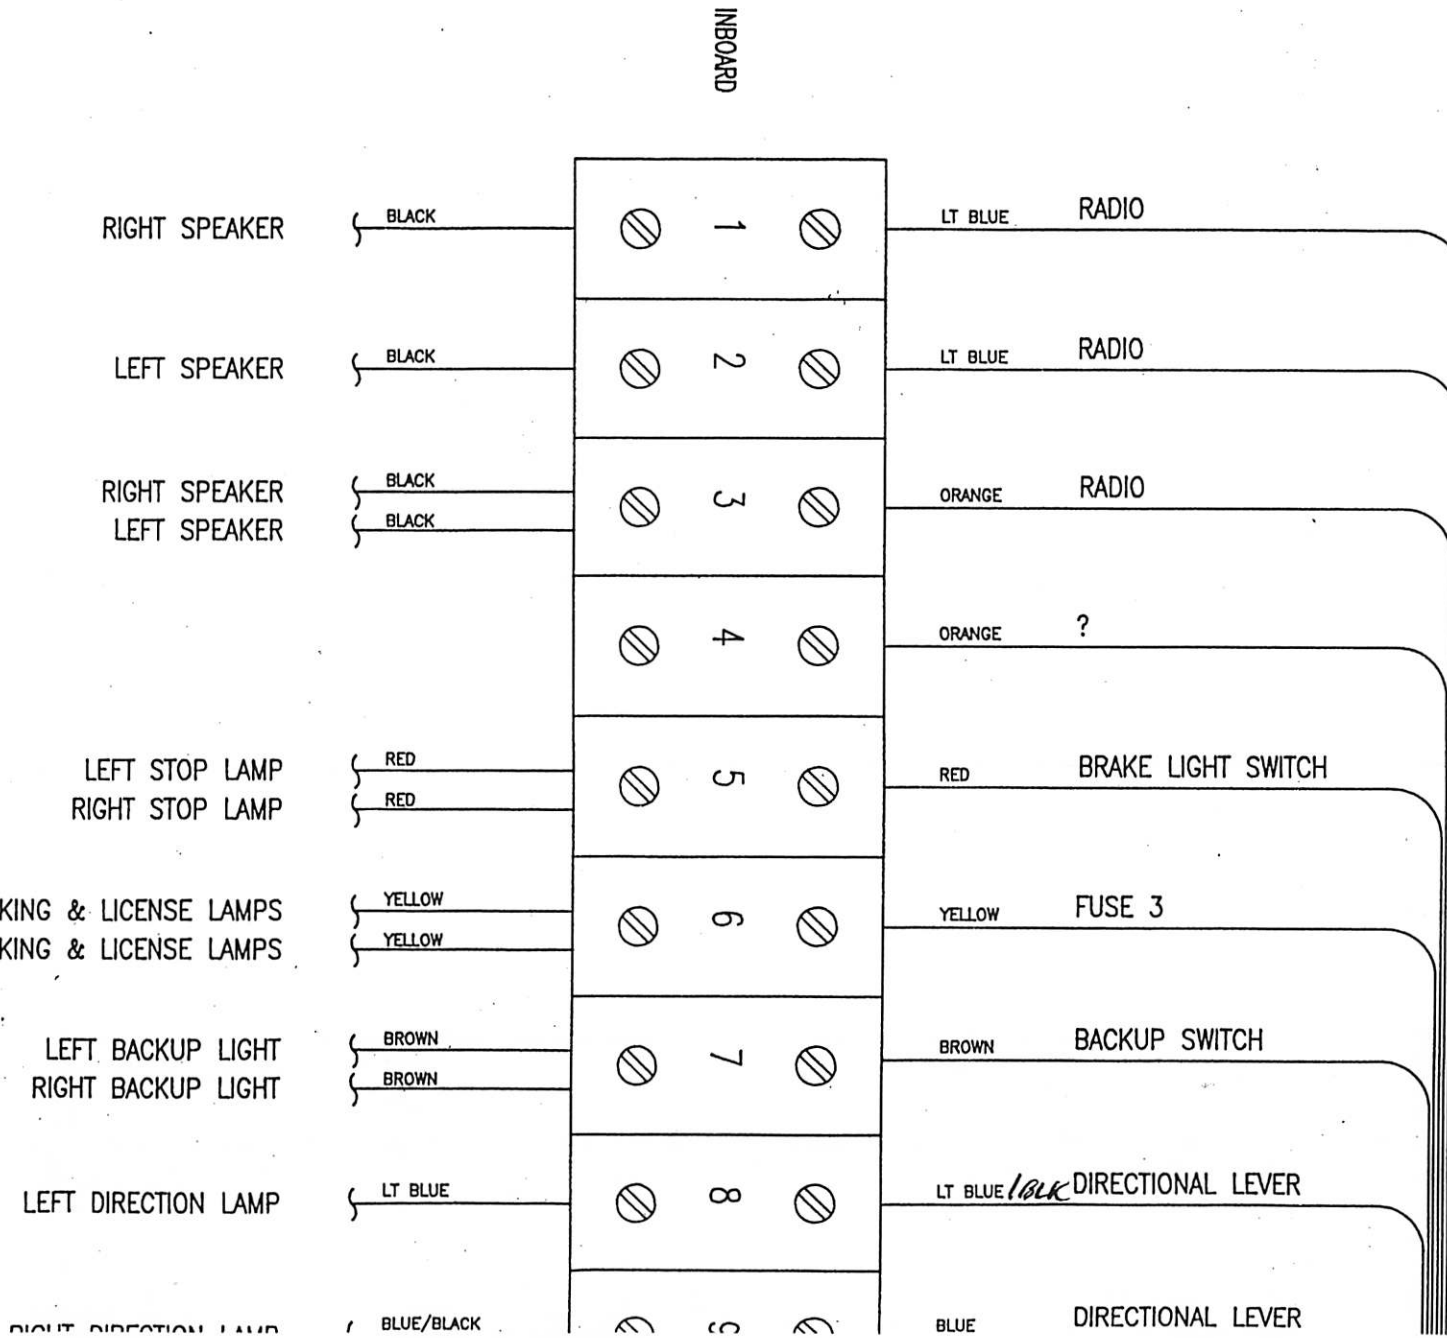 INBOARD
RIGHT SPEAKER BLACK 1 LT BLUE RADIO
LEFT SPEAKER BLACK 2 LT BLUE RADIO
RIGHT SPEAKER BLACK 3 ORANGE RADIO
LEFT SPEAKER BLACK
4 ORANGE ?
LEFT STOP LAMP RED 5 RED BRAKE LIGHT SWITCH
RIGHT STOP LAMP RED
KING & LICENSE LAMPS YELLOW 6 YELLOW FUSE 3
KING & LICENSE LAMPS YELLOW
LEFT BACKUP LIGHT BROWN 7 BROWN BACKUP SWITCH
RIGHT BACKUP LIGHT BROWN
LEFT DIRECTION LAMP LT BLUE 8 LT BLUE/BLK DIRECTIONAL LEVER
RIGHT DIRECTION LAMP BLUE/BLACK 9 BLUE DIRECTIONAL LEVER